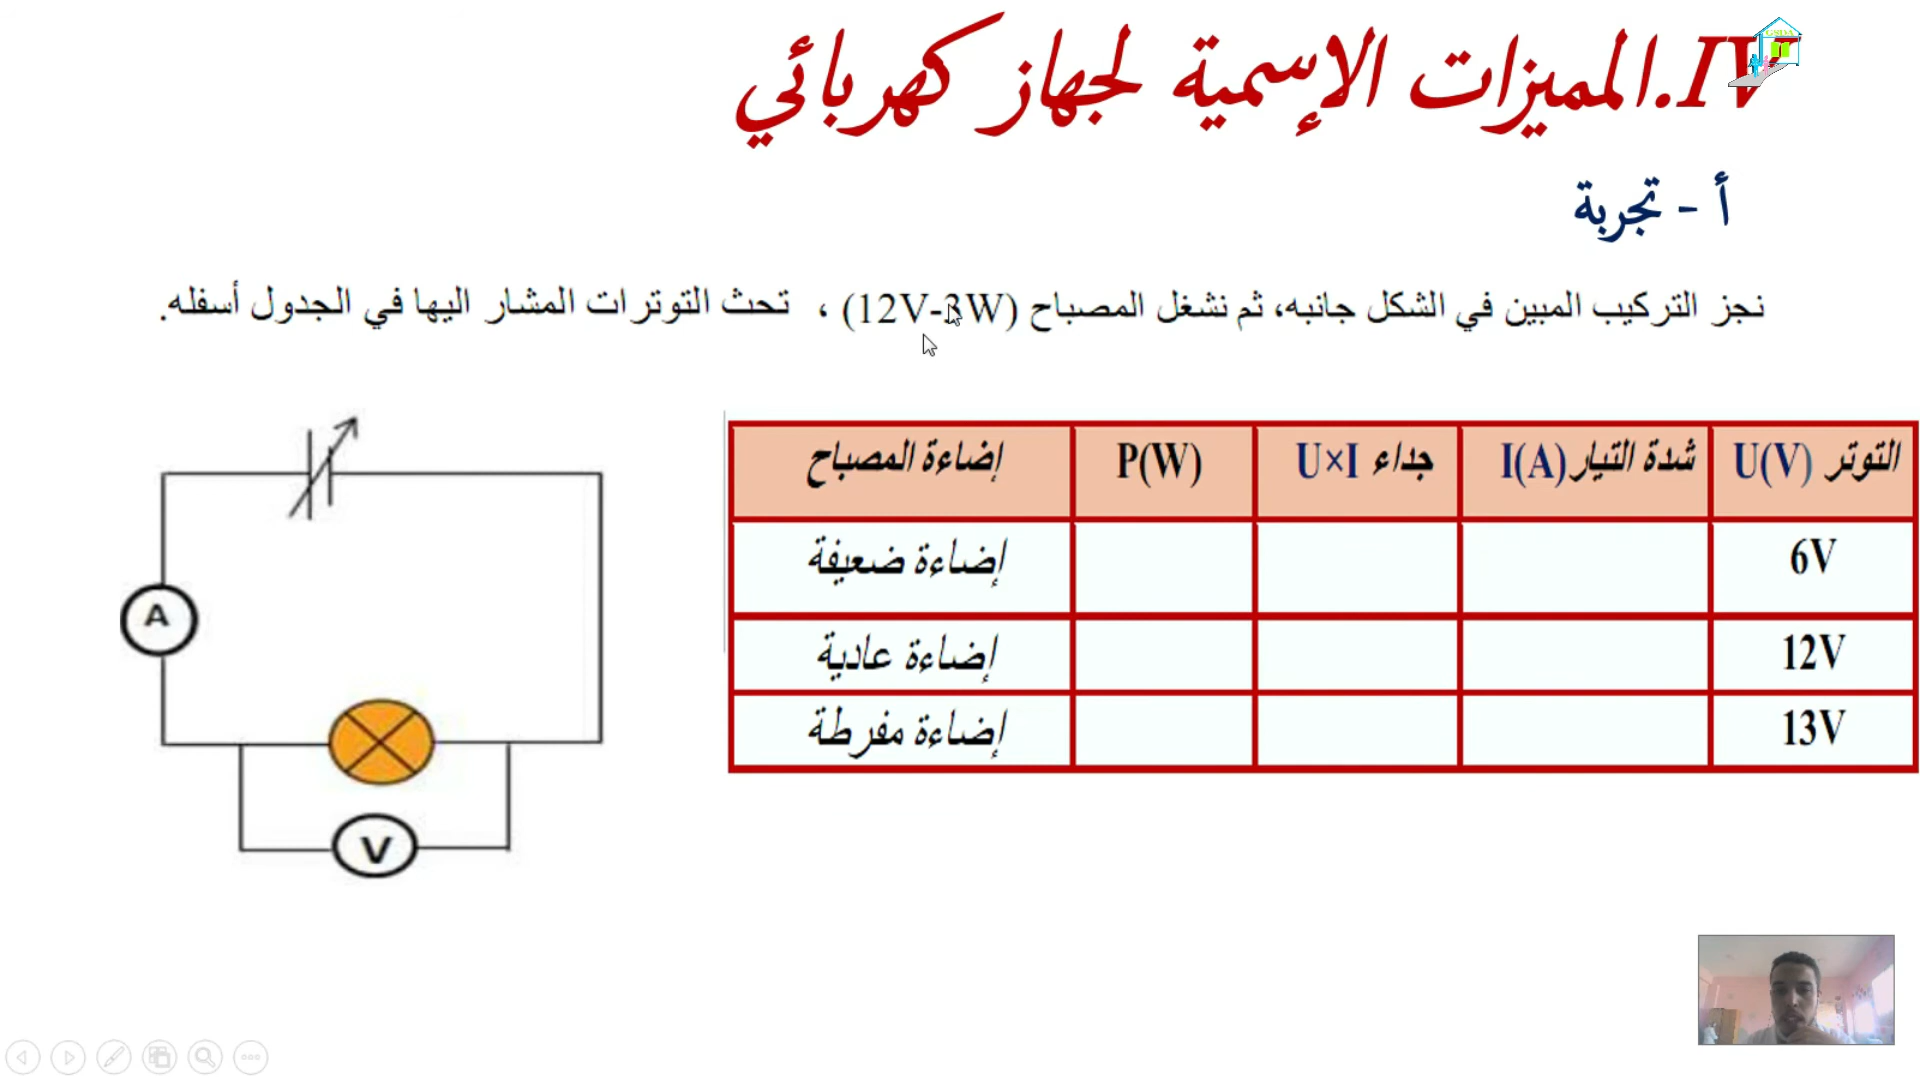 IV.المميزات الإسمية لجهاز كهربائي
GSDA
أ - تجربة
نجز التركيب المبين في الشكل جانبه، ثم نشغل المصباح (12V-3W) ، تحث التوترات المشار اليها في الجدول أسفله.
التوتر U(V) شدة التيار I(A) جداء U×I P(W) إضاءة المصباح
6V إضاءة ضعيفة
12V إضاءة عادية
13V إضاءة مفرطة
A
V